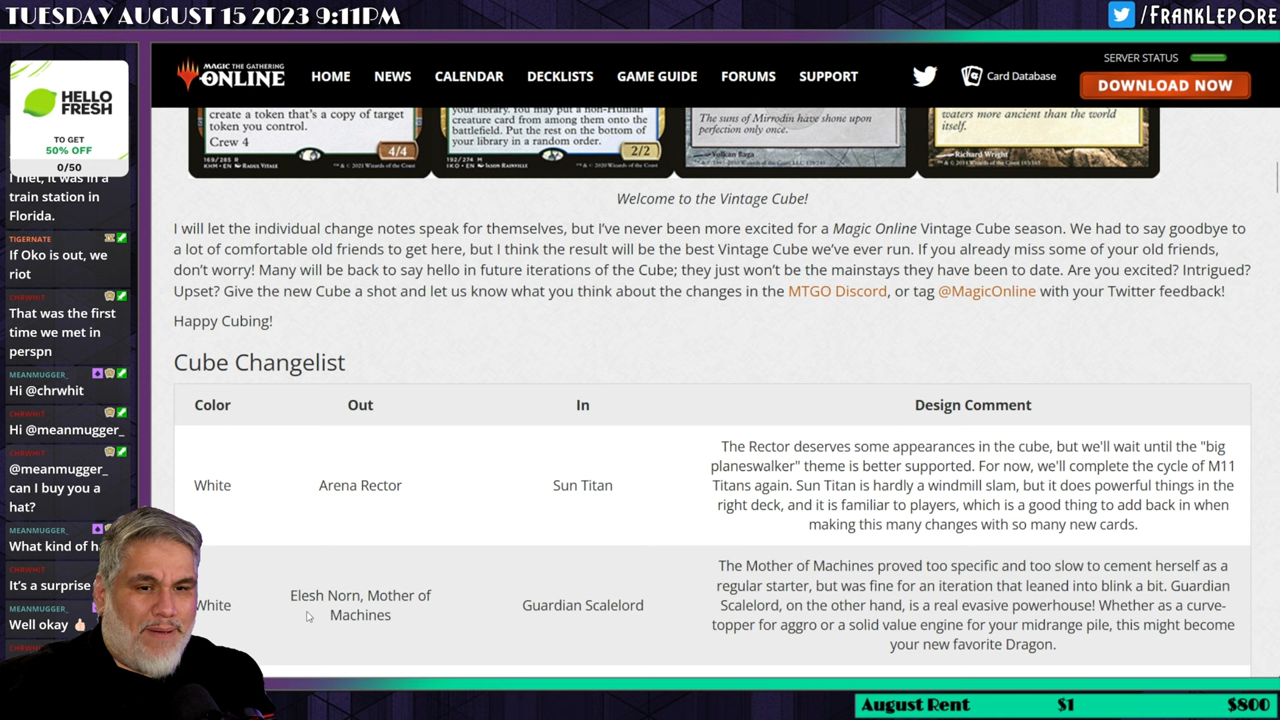 TUESDAY AUGUST 15 2023 9:11PM
/FRANKLEPORE
HELLO
FRESH
TO GET
50% OFF
0/50
train station in
Florida.
TIGERNATE
If Oko is out, we
riot
CHRWHIT
That was the first
time we met in
perspn
MEANMUGGER_
Hi @chrwhit
CHRWHIT
Hi @meanmugger_
CHRWHIT
@meanmugger_
can I buy you a
hat?
MEANMUGGER_
What kind of h
CHRWHIT
It's a surprise
MEANMUGGER_
Well okay
MAGIC THE GATHERING
ONLINE
HOME NEWS CALENDAR DECKLISTS GAME GUIDE FORUMS SUPPORT
Card Database
SERVER STATUS
DOWNLOAD NOW
create a token that's a copy of target
token you control.
Crew 4
4/4
your library. You may put a non-Human
creature card from among them onto the
battlefield. Put the rest on the bottom of
your library in a random order.
2/2
The suns of Mirrodin have shone upon
perfection only once.
Volkan Baga
waters more ancient than the world
itself.
Richard Wright
Welcome to the Vintage Cube!
I will let the individual change notes speak for themselves, but I've never been more excited for a Magic Online Vintage Cube season. We had to say goodbye to
a lot of comfortable old friends to get here, but I think the result will be the best Vintage Cube we've ever run. If you already miss some of your old friends,
don't worry! Many will be back to say hello in future iterations of the Cube; they just won't be the mainstays they have been to date. Are you excited? Intrigued?
Upset? Give the new Cube a shot and let us know what you think about the changes in the MTGO Discord, or tag @MagicOnline with your Twitter feedback!
Happy Cubing!
Cube Changelist
Color Out In Design Comment
White Arena Rector Sun Titan
The Rector deserves some appearances in the cube, but we'll wait until the "big
planeswalker" theme is better supported. For now, we'll complete the cycle of M11
Titans again. Sun Titan is hardly a windmill slam, but it does powerful things in the
right deck, and it is familiar to players, which is a good thing to add back in when
making this many changes with so many new cards.
White Elesh Norn, Mother of
Machines Guardian Scalelord
The Mother of Machines proved too specific and too slow to cement herself as a
regular starter, but was fine for an iteration that leaned into blink a bit. Guardian
Scalelord, on the other hand, is a real evasive powerhouse! Whether as a curve-
topper for aggro or a solid value engine for your midrange pile, this might become
your new favorite Dragon.
August Rent $1 $800